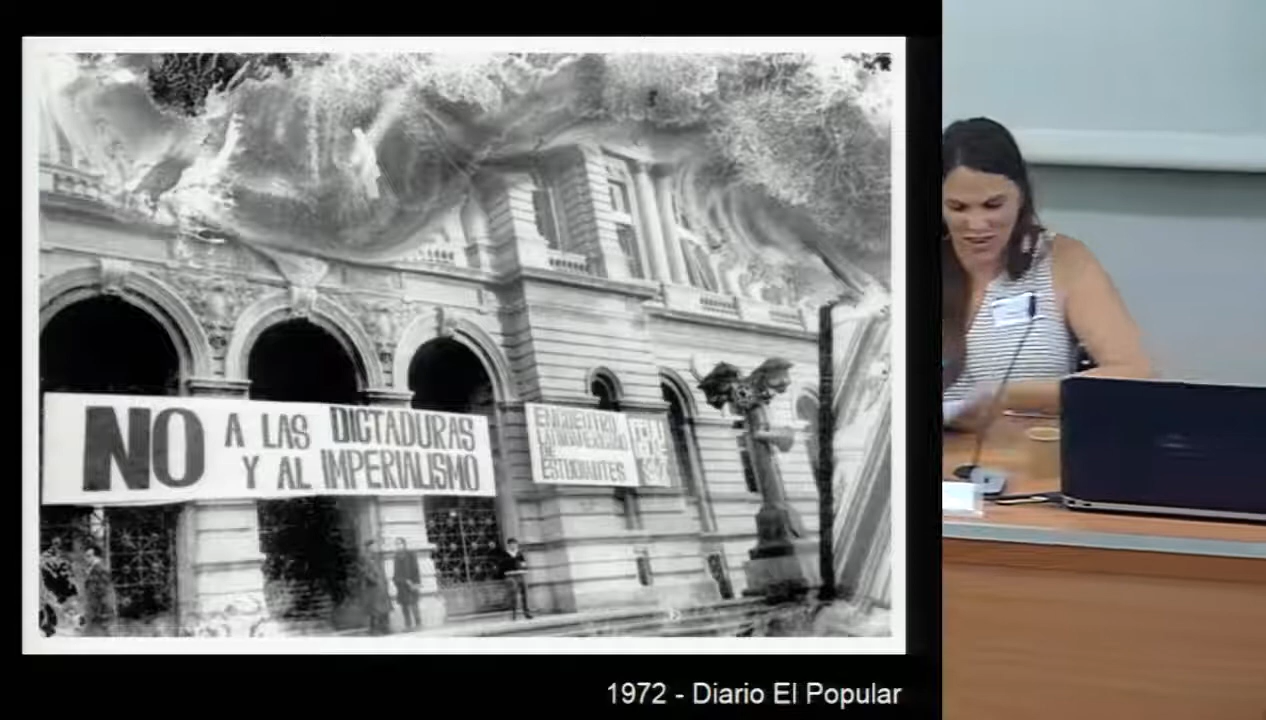 NO A LAS DICTADURAS
Y AL IMPERIALISMO
ENCUENTRO
LATINOAMERICANO
DE
ESTUDIANTES
1972 - Diario El Popular